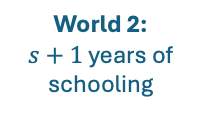 World 2:
s + 1 years of
schooling